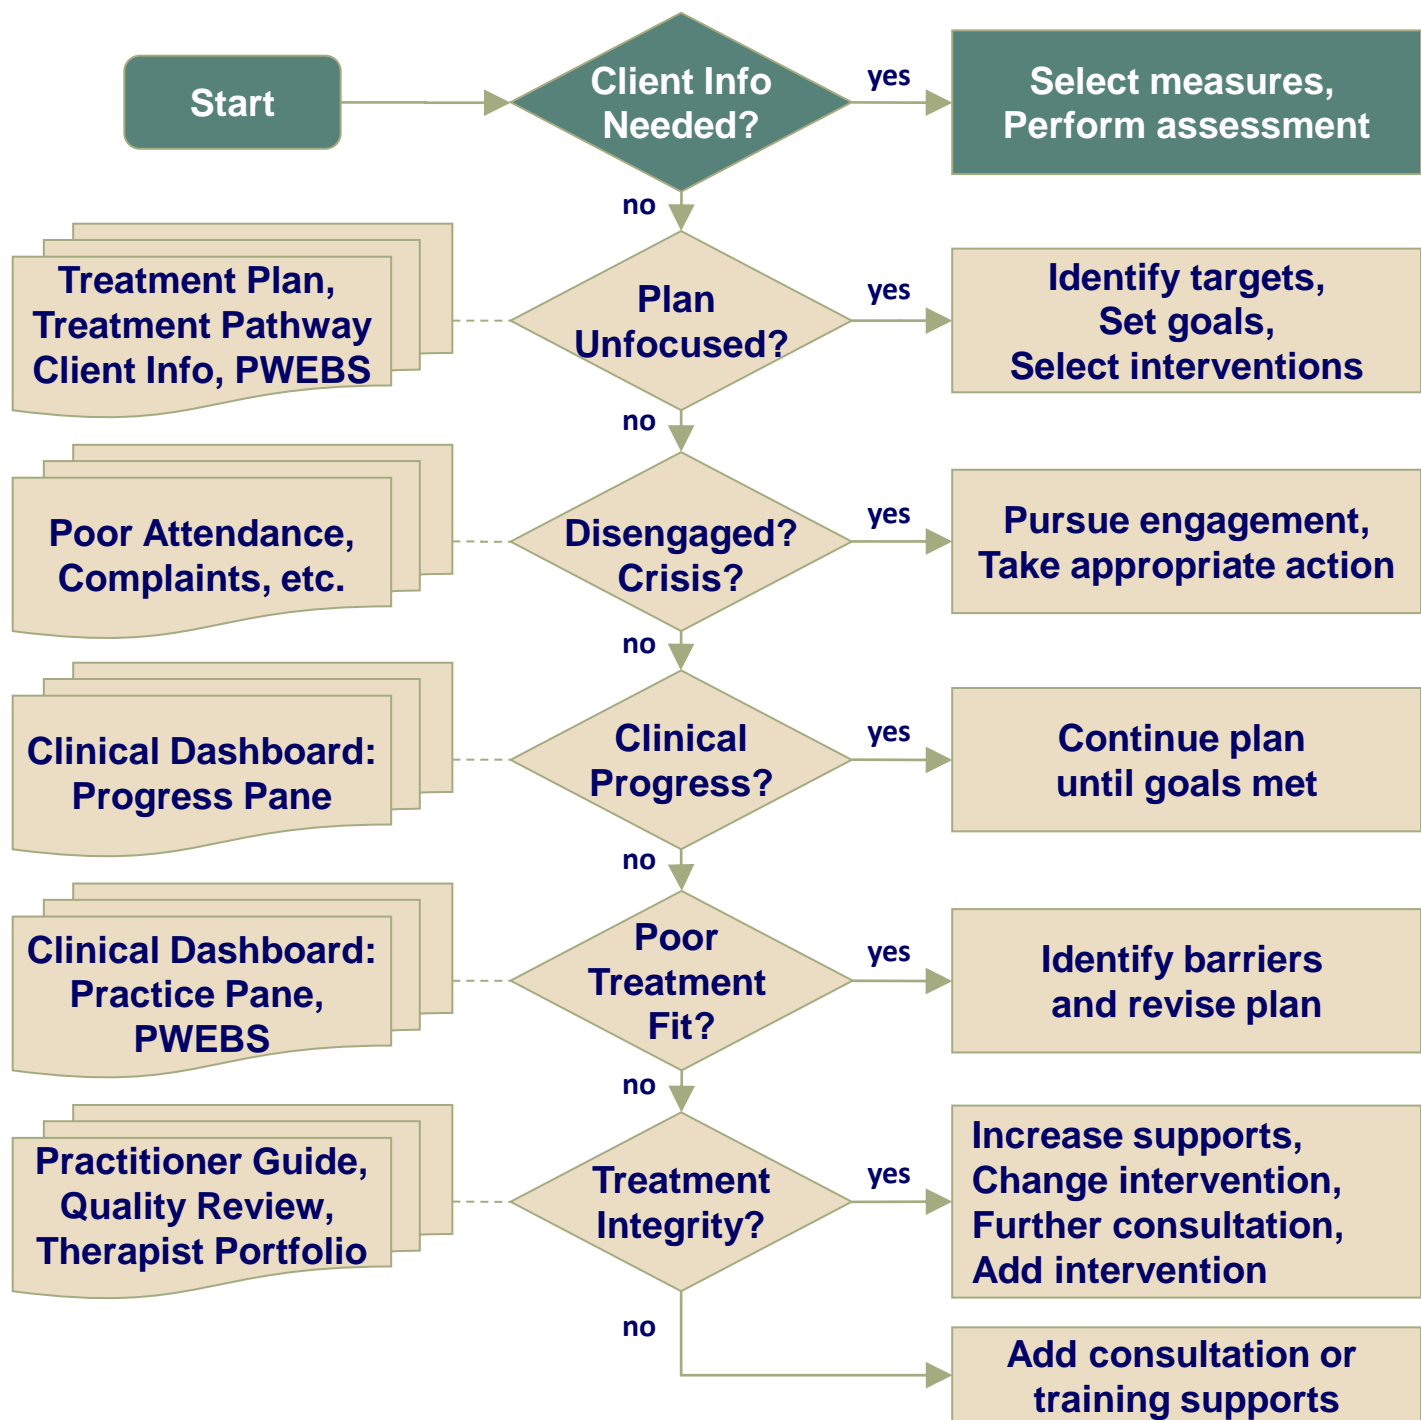 Start
Client Info
Needed?
yes
Select measures,
Perform assessment
no
Treatment Plan,
Treatment Pathway
Client Info, PWEBS
Plan
Unfocused?
yes
Identify targets,
Set goals,
Select interventions
no
Poor Attendance,
Complaints, etc.
Disengaged?
Crisis?
yes
Pursue engagement,
Take appropriate action
no
Clinical Dashboard:
Progress Pane
Clinical
Progress?
yes
Continue plan
until goals met
no
Clinical Dashboard:
Practice Pane,
PWEBS
Poor
Treatment
Fit?
yes
Identify barriers
and revise plan
no
Practitioner Guide,
Quality Review,
Therapist Portfolio
Treatment
Integrity?
yes
Increase supports,
Change intervention,
Further consultation,
Add intervention
no
Add consultation or
training supports